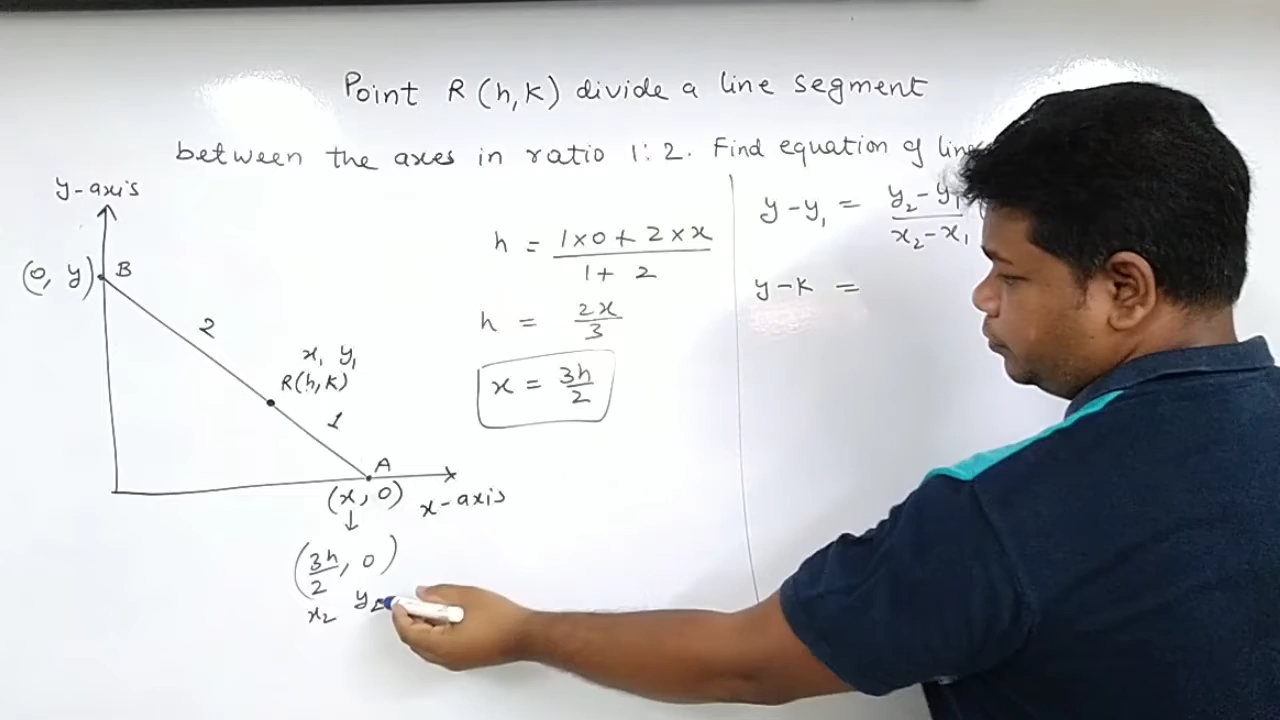 Point R (h, k) divide a line segment
between the axes in ratio 1 : 2. Find equation of line
y-axis
(0, y) B
2
x₁ y₁
R(h, k)
1
A
(x, 0) x-axis
↓
(3h/2, 0)
x₂ y₂
h = (1×0 + 2×x)/(1 + 2)
h = 2x/3
x = 3h/2
y - y₁ = (y₂ - y₁)/(x₂ - x₁)
y - k =